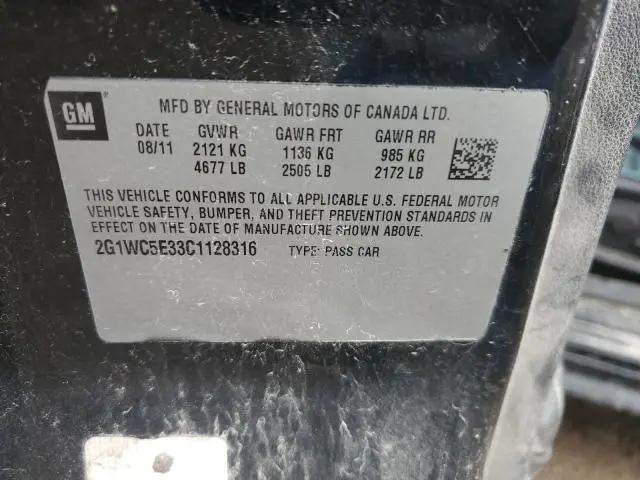 GM
MFD BY GENERAL MOTORS OF CANADA LTD.
DATE GVWR GAWR FRT GAWR RR
08/11 2121 KG 1136 KG 985 KG
4677 LB 2505 LB 2172 LB
THIS VEHICLE CONFORMS TO ALL APPLICABLE U.S. FEDERAL MOTOR
VEHICLE SAFETY, BUMPER, AND THEFT PREVENTION STANDARDS IN
EFFECT ON THE DATE OF MANUFACTURE SHOWN ABOVE.
2G1WC5E33C1128316 TYPE: PASS CAR